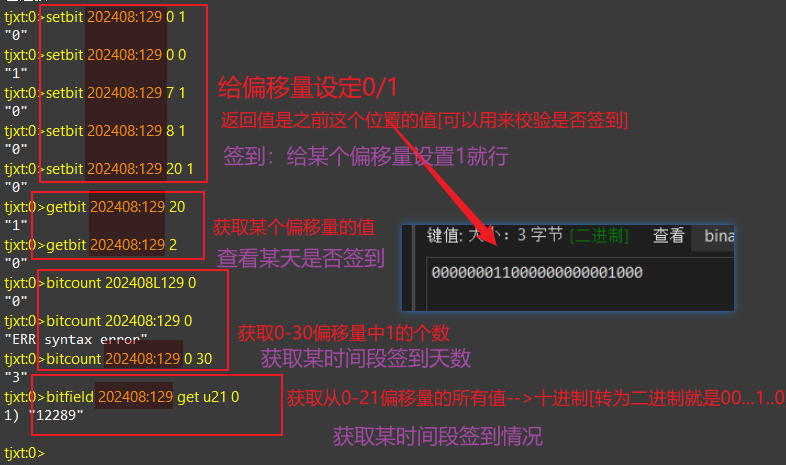 tjxt:0>setbit 202408:129 0 1
"0"
tjxt:0>setbit 202408:129 0 0
"1"
tjxt:0>setbit 202408:129 7 1
"0"
tjxt:0>setbit 202408:129 8 1
"0"
tjxt:0>setbit 202408:129 20 1
"0"
给偏移量设定0/1
返回值是之前这个位置的值[可以用来校验是否签到]
签到：给某个偏移量设置1就行
tjxt:0>getbit 202408:129 20
"1"
tjxt:0>getbit 202408:129 2
"0"
获取某个偏移量的值
查看某天是否签到
键值: 大小：3 字节 [二进制] 查看 bina
000000011000000000001000
tjxt:0>bitcount 202408L129 0
"0"
tjxt:0>bitcount 202408:129 0
"ERR syntax error"
tjxt:0>bitcount 202408:129 0 30
"3"
获取0-30偏移量中1的个数
获取某时间段签到天数
tjxt:0>bitfield 202408:129 get u21 0
1) "12289"
获取从0-21偏移量的所有值-->十进制[转为二进制就是00...1..0
获取某时间段签到情况
tjxt:0>